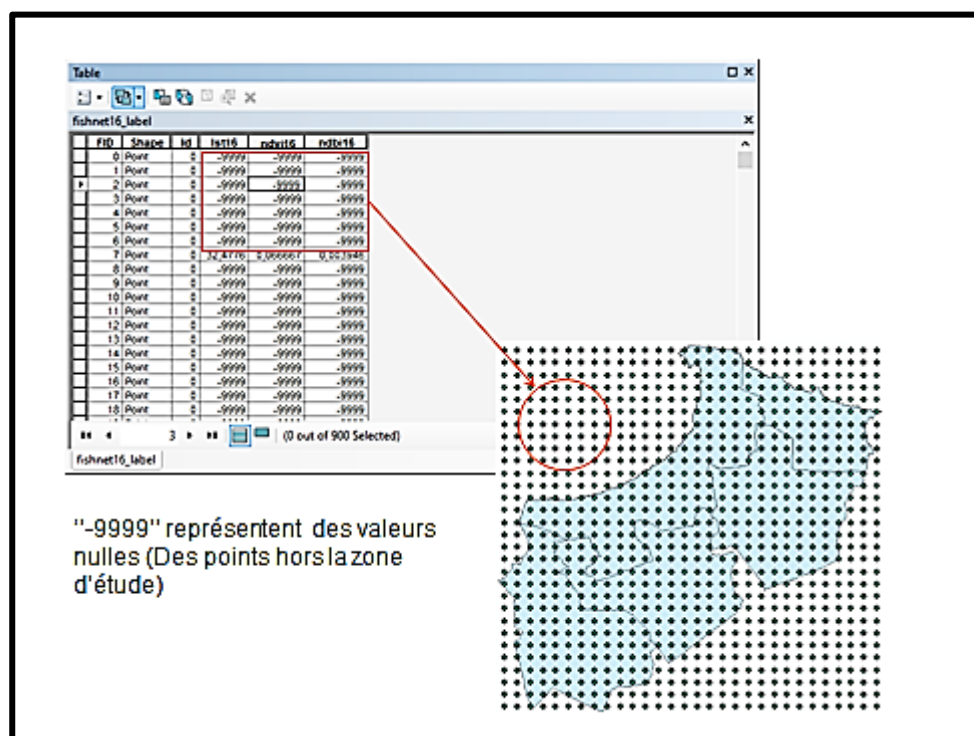 Table
fishnet16_label
FID Shape Id lst16 ndvi16 ndbi16
0 Point 0 -9999 -9999 -9999
1 Point 0 -9999 -9999 -9999
2 Point 0 -9999 -9999 -9999
3 Point 0 -9999 -9999 -9999
4 Point 0 -9999 -9999 -9999
5 Point 0 -9999 -9999 -9999
6 Point 0 -9999 -9999 -9999
7 Point 0 32,4776 0,066667
8 Point 0 -9999 -9999 -9999
9 Point 0 -9999 -9999 -9999
10 Point 0 -9999 -9999 -9999
11 Point 0 -9999 -9999 -9999
12 Point 0 -9999 -9999 -9999
13 Point 0 -9999 -9999 -9999
14 Point 0 -9999 -9999 -9999
15 Point 0 -9999 -9999 -9999
16 Point 0 -9999 -9999 -9999
17 Point 0 -9999 -9999 -9999
18 Point 0 -9999 -9999 -9999
3 (0 out of 900 Selected)
fishnet16_label
"-9999" représentent des valeurs
nulles (Des points hors la zone
d'étude)